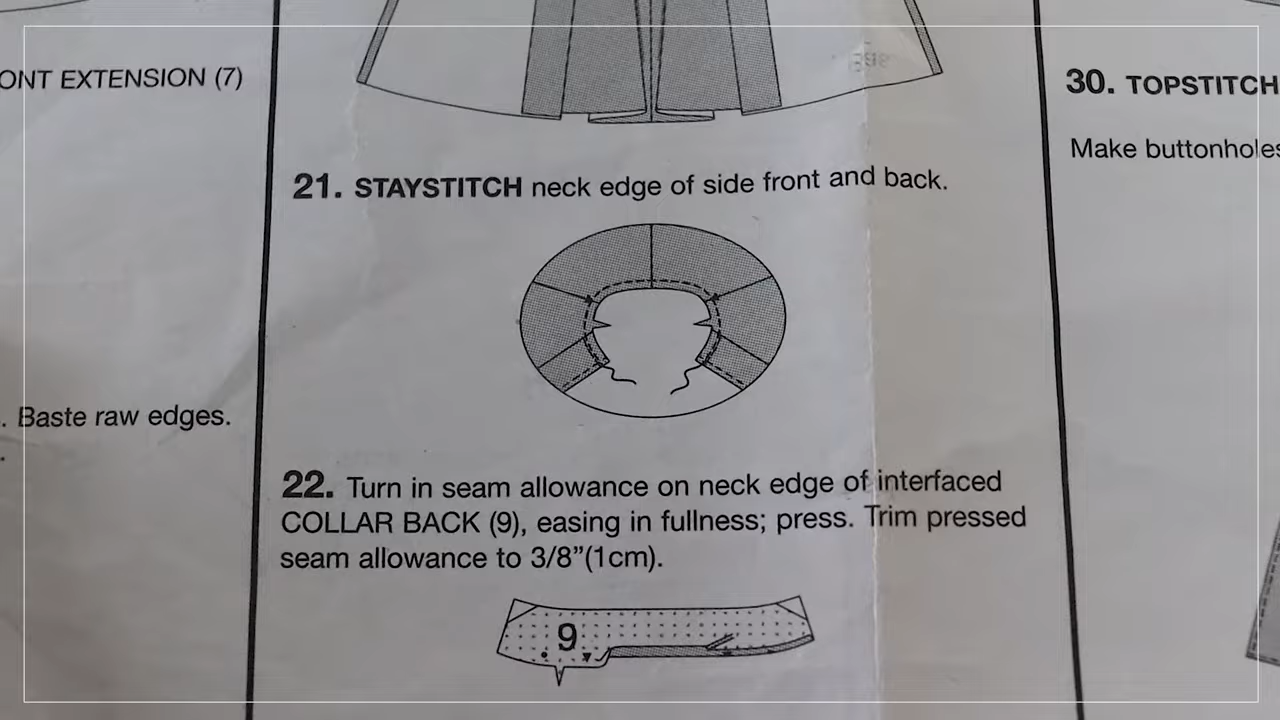 ONT EXTENSION (7)
. Baste raw edges.
21. STAYSTITCH neck edge of side front and back.
22. Turn in seam allowance on neck edge of interfaced
COLLAR BACK (9), easing in fullness; press. Trim pressed
seam allowance to 3/8”(1cm).
9
30. TOPSTITCH
Make buttonholes